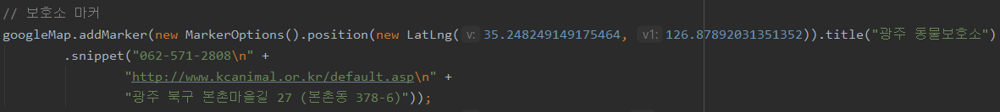 // 보호소 마커
googleMap.addMarker(new MarkerOptions().position(new LatLng( v: 35.248249149175464, v1: 126.87892031351352)).title("광주 동물보호소")
.snippet("062-571-2808\n" +
"http://www.kcanimal.or.kr/default.asp\n" +
"광주 북구 본촌마을길 27 (본촌동 378-6)"));